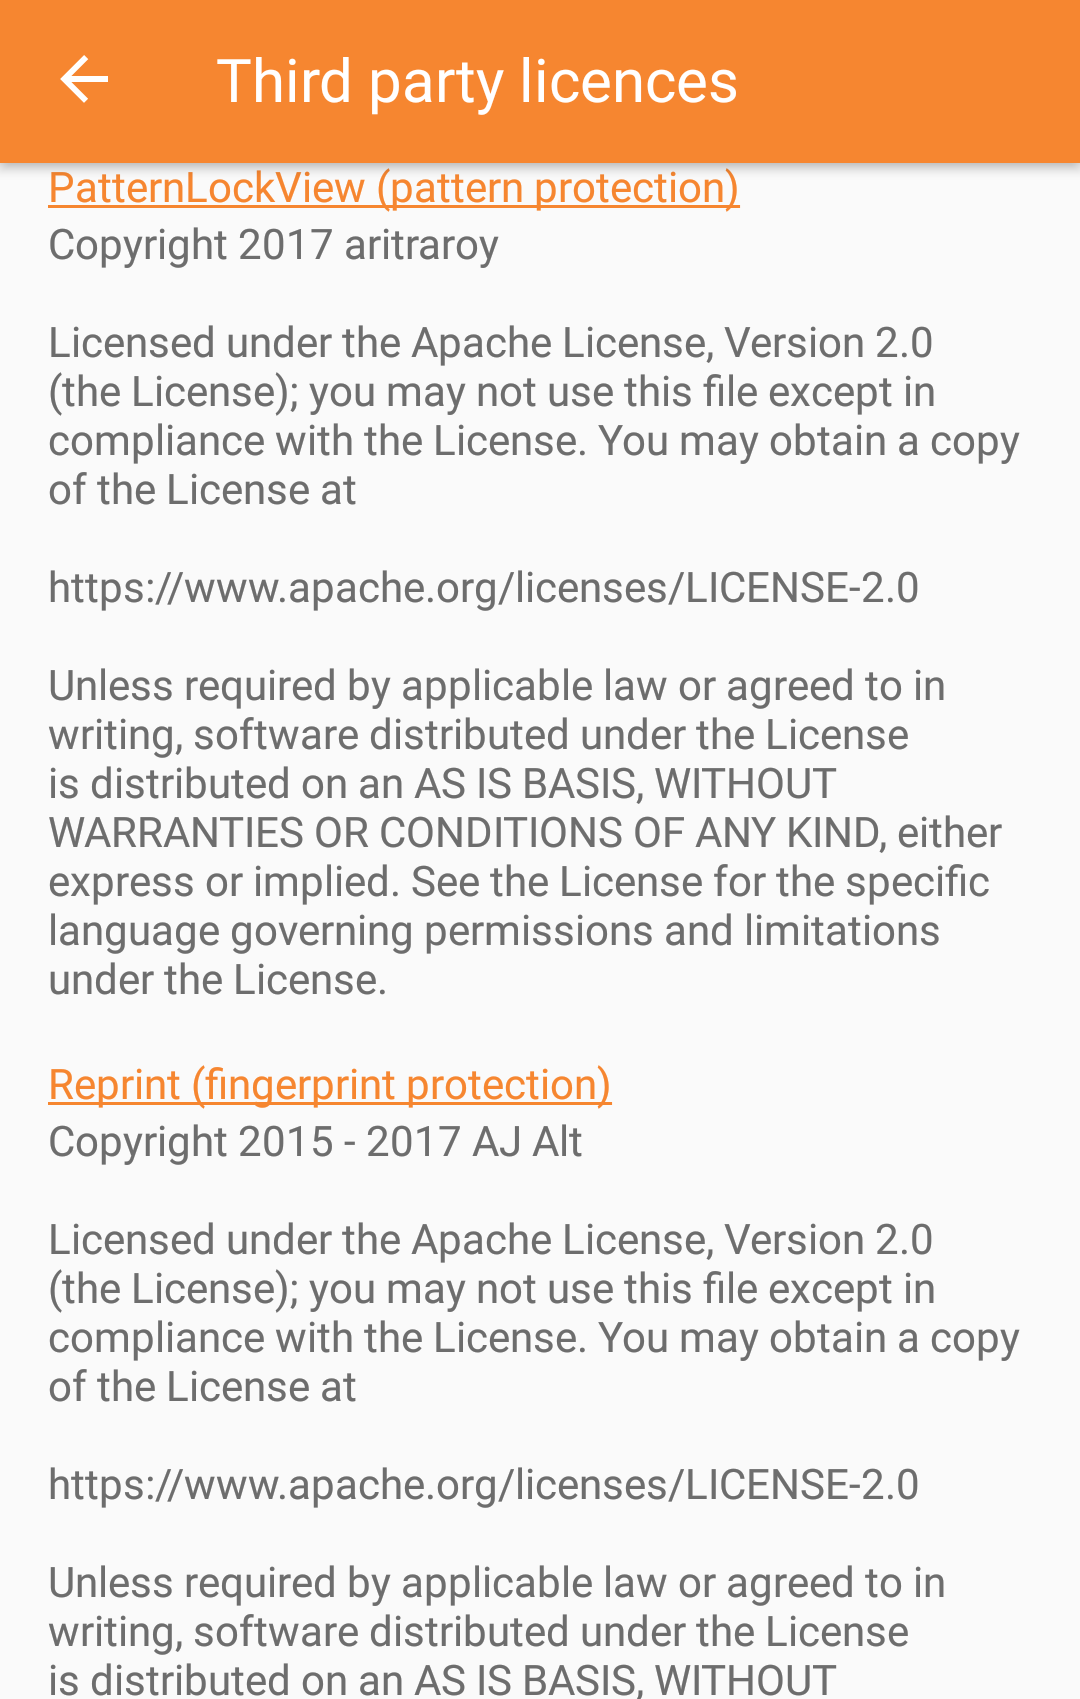 Third party licences
PatternLockView (pattern protection)
Copyright 2017 aritraroy
Licensed under the Apache License, Version 2.0
(the License); you may not use this file except in
compliance with the License. You may obtain a copy
of the License at
https://www.apache.org/licenses/LICENSE-2.0
Unless required by applicable law or agreed to in
writing, software distributed under the License
is distributed on an AS IS BASIS, WITHOUT
WARRANTIES OR CONDITIONS OF ANY KIND, either
express or implied. See the License for the specific
language governing permissions and limitations
under the License.
Reprint (fingerprint protection)
Copyright 2015 - 2017 AJ Alt
Licensed under the Apache License, Version 2.0
(the License); you may not use this file except in
compliance with the License. You may obtain a copy
of the License at
https://www.apache.org/licenses/LICENSE-2.0
Unless required by applicable law or agreed to in
writing, software distributed under the License
is distributed on an AS IS BASIS, WITHOUT